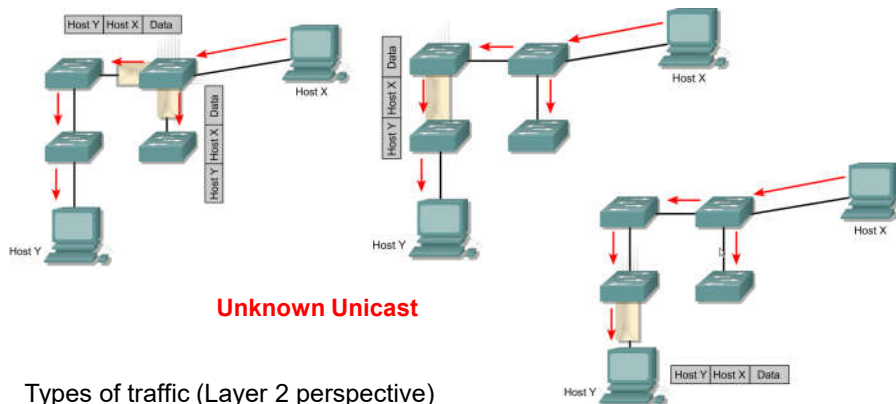 Host Y Host X Data
Host X
Host Y Host X Data
Host Y
Host Y Host X Data
Host X
Host Y
Unknown Unicast
Host X
Host Y Host X Data
Host Y
Types of traffic (Layer 2 perspective)